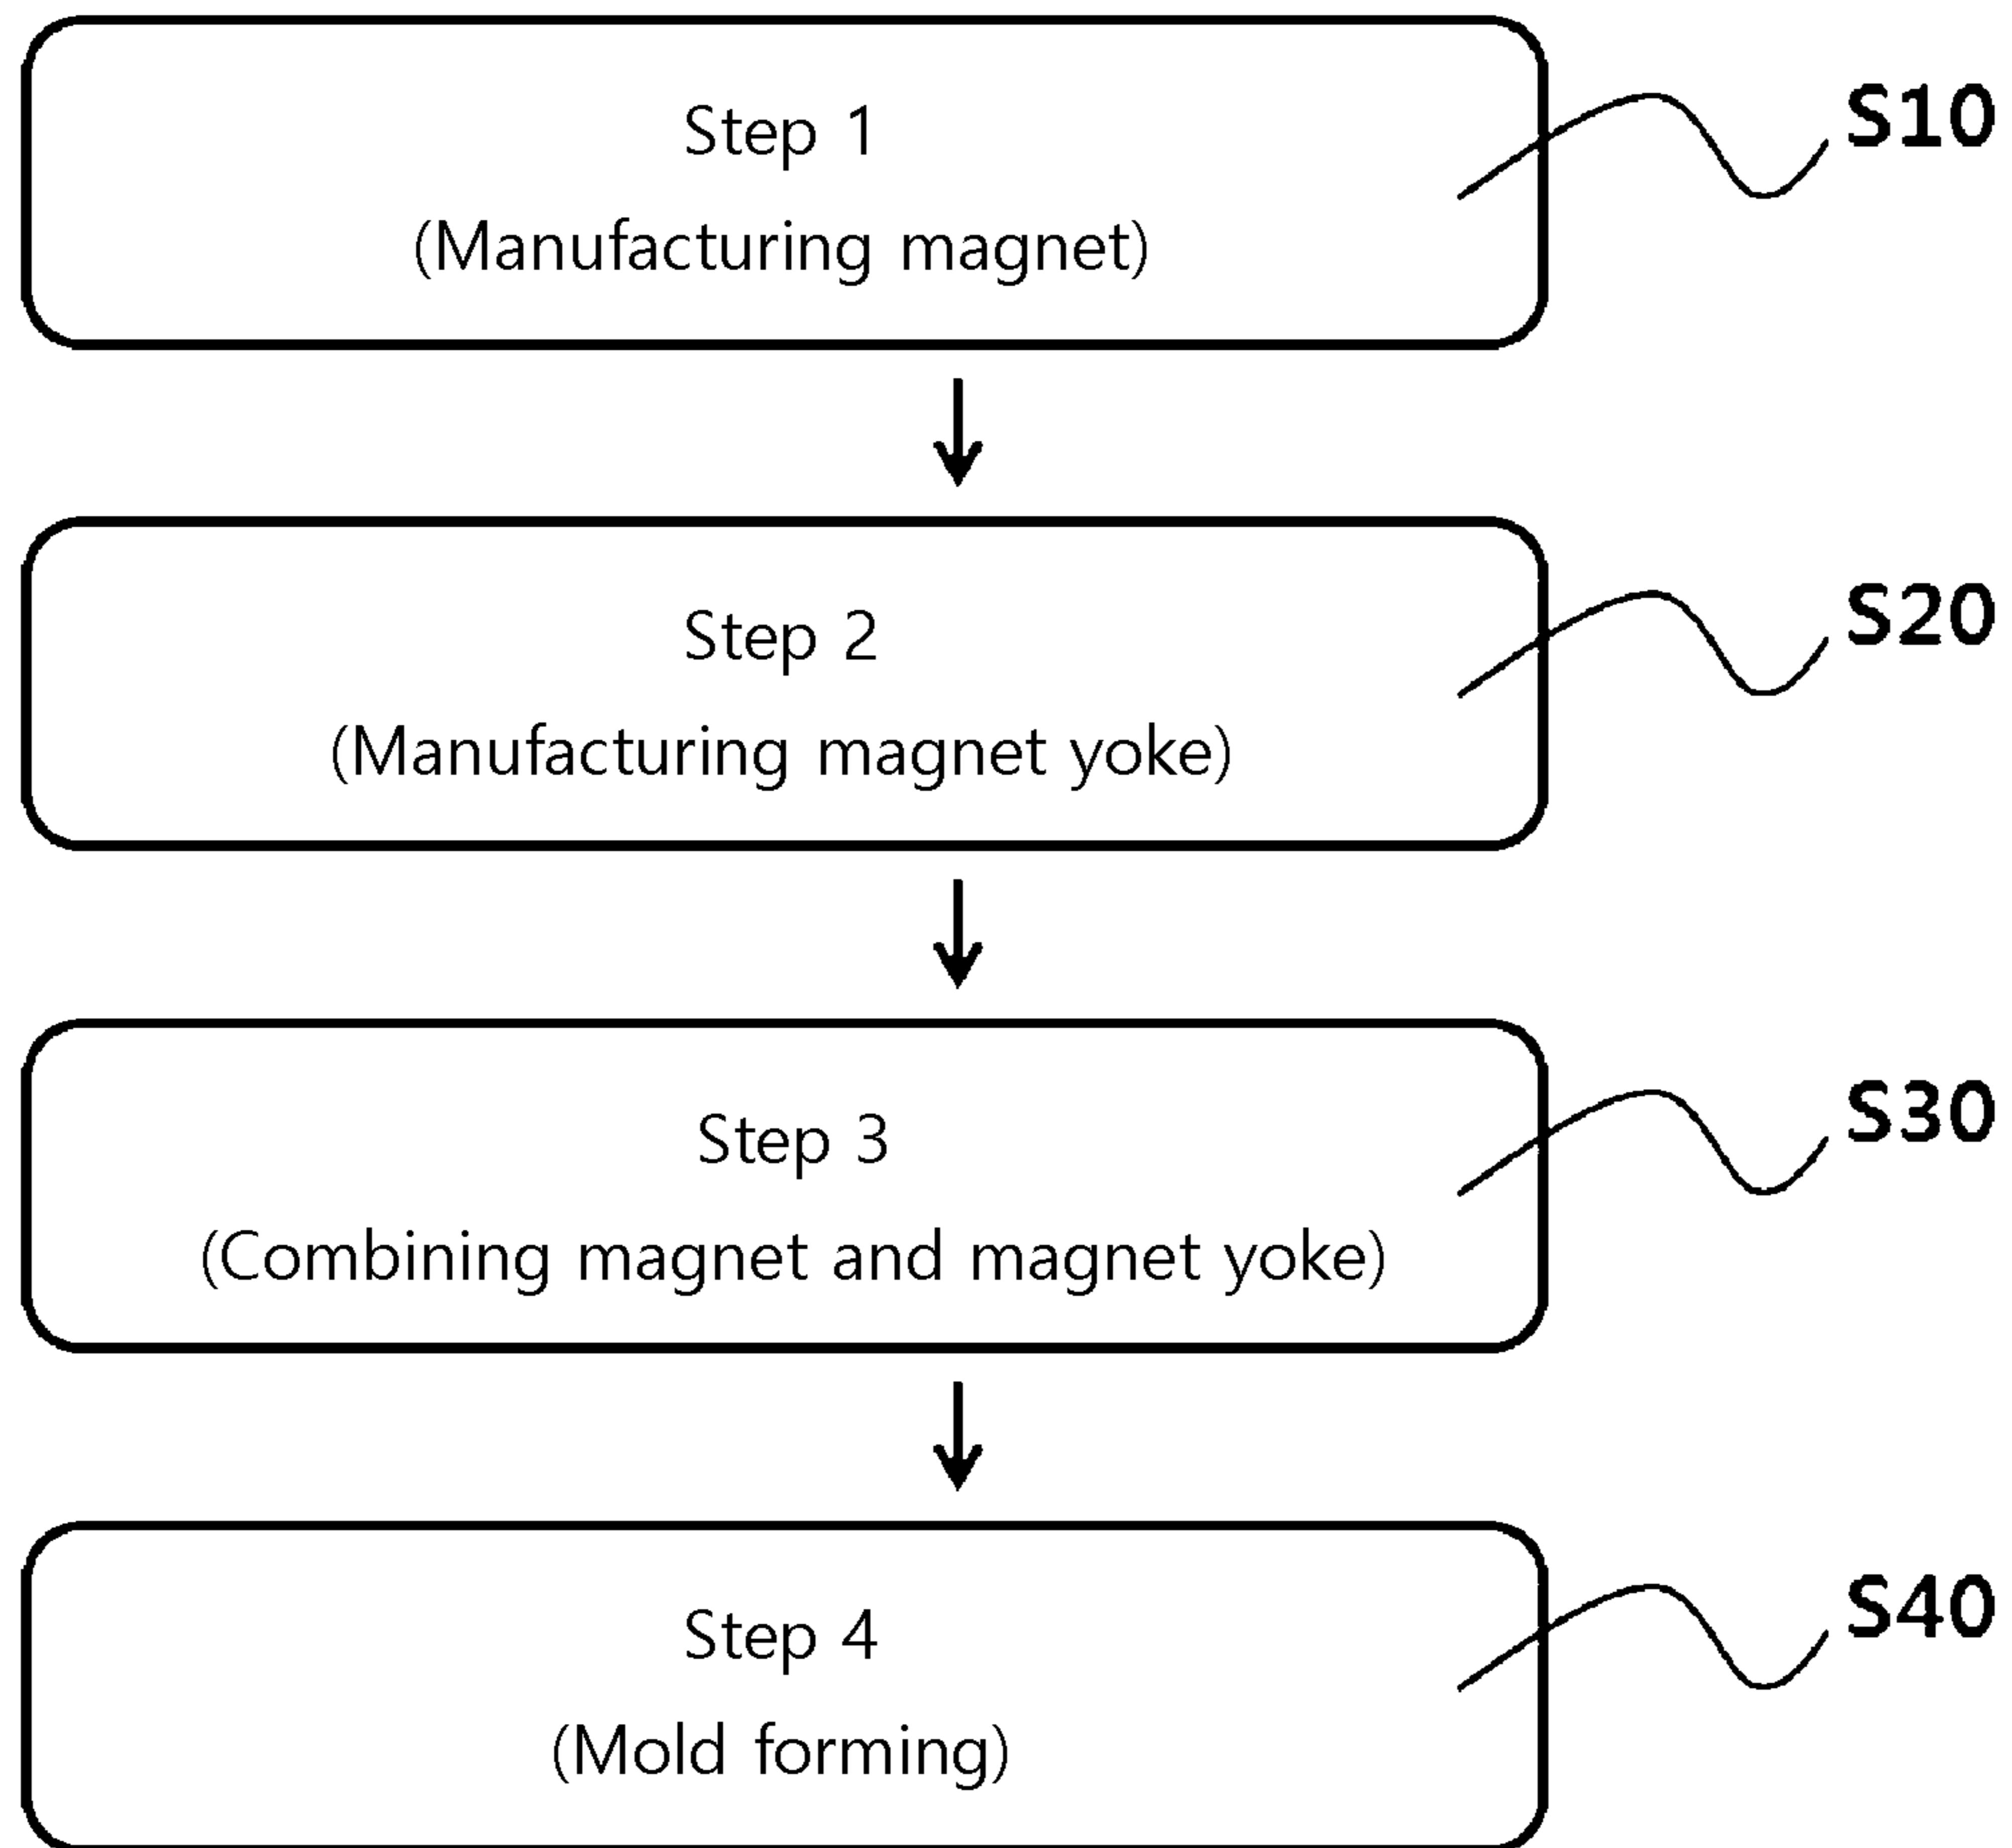 Step 1
(Manufacturing magnet)
S10
Step 2
(Manufacturing magnet yoke)
S20
Step 3
(Combining magnet and magnet yoke)
S30
Step 4
(Mold forming)
S40